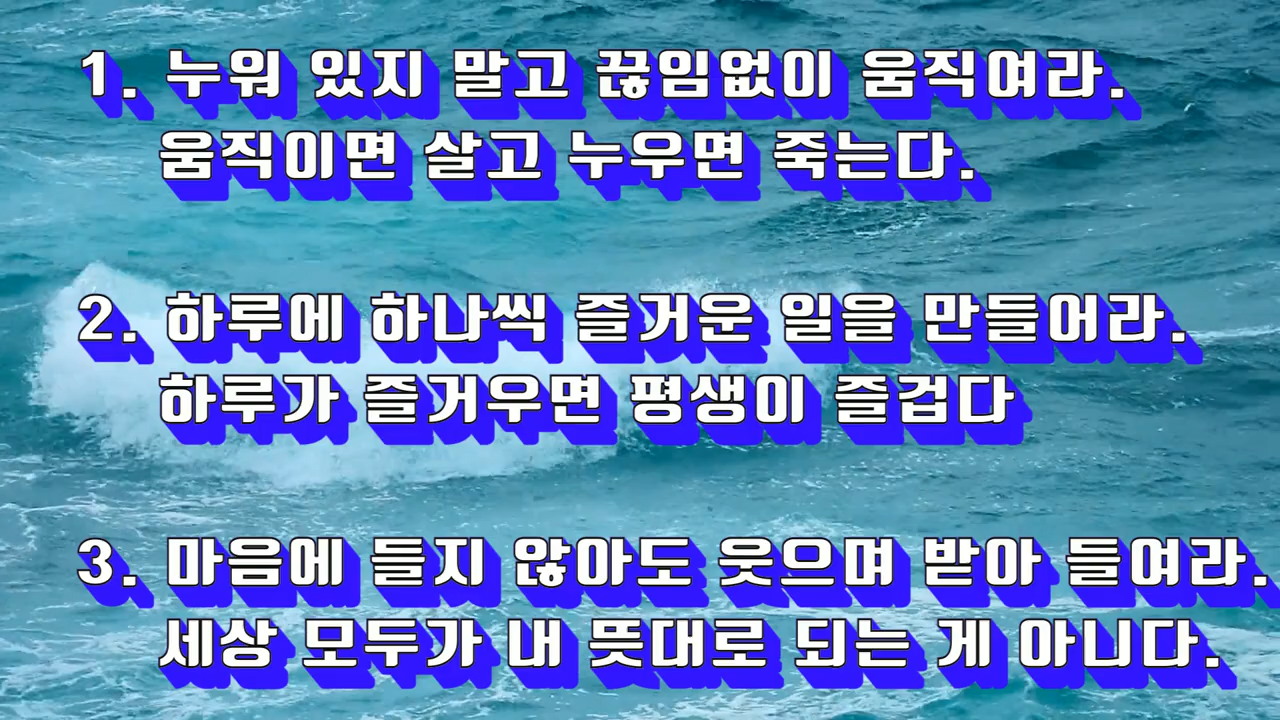 1. 누워 있지 말고 끊임없이 움직여라.
움직이면 살고 누우면 죽는다.
2. 하루에 하나씩 즐거운 일을 만들어라.
하루가 즐거우면 평생이 즐겁다
3. 마음에 들지 않아도 웃으며 받아 들여라.
세상 모두가 내 뜻대로 되는 게 아니다.